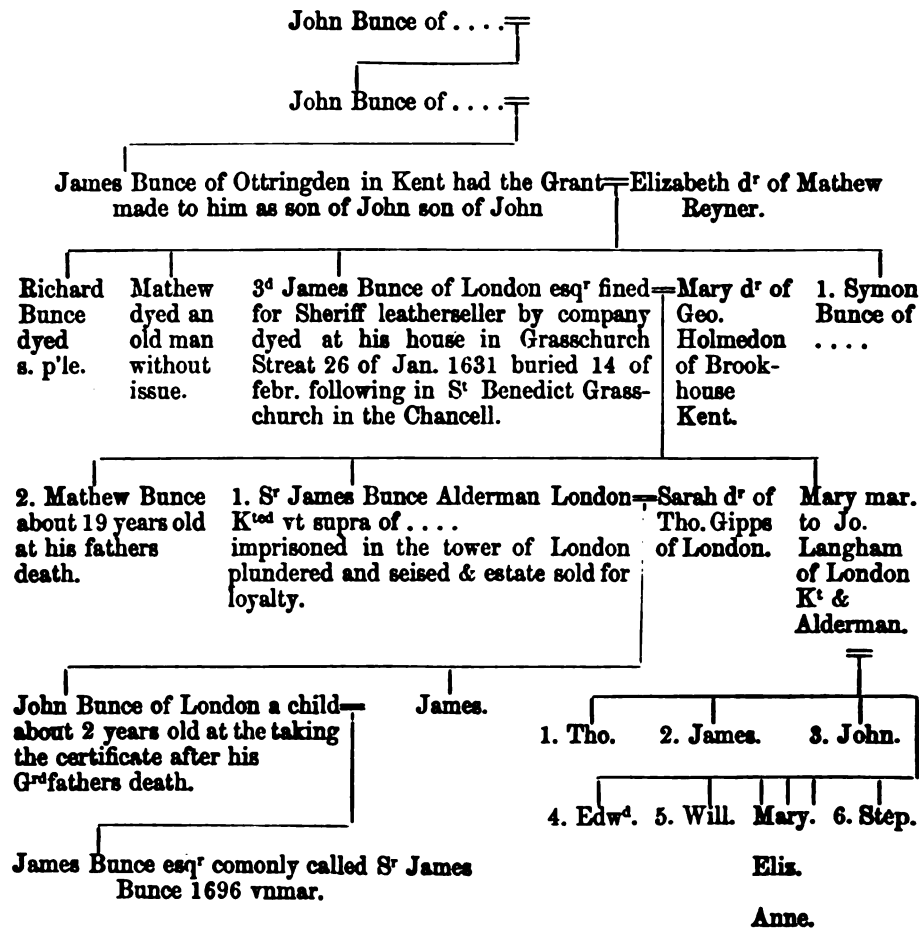 John Bunce of . . . .
John Bunce of . . . .
James Bunce of Ottringden in Kent had the Grant
made to him as son of John son of John
Elizabeth dʳ of Mathew
Reyner.
Richard
Bunce
dyed
s. p'le.
Mathew
dyed an
old man
without
issue.
3ᵈ James Bunce of London esqʳ fined
for Sheriff leatherseller by company
dyed at his house in Grasschurch
Streat 26 of Jan. 1631 buried 14 of
febr. following in Sᵗ Benedict Grass-
church in the Chancell.
Mary dʳ of
Geo.
Holmedon
of Brook-
house
Kent.
1. Symon
Bunce of
. . . .
2. Mathew Bunce
about 19 years old
at his fathers
death.
1. Sʳ James Bunce Alderman London
Kᵗᵉᵈ vt supra of . . . .
imprisoned in the tower of London
plundered and seised & estate sold for
loyalty.
Sarah dʳ of
Tho. Gipps
of London.
Mary mar.
to Jo.
Langham
of London
Kᵗ &
Alderman.
John Bunce of London a child
about 2 years old at the taking
the certificate after his
Gʳᵈfathers death.
James.
1. Tho. 2. James. 3. John.
4. Edwᵈ. 5. Will. Mary. 6. Step.
Eliz.
Anne.
James Bunce esqʳ comonly called Sʳ James
Bunce 1696 vnmar.